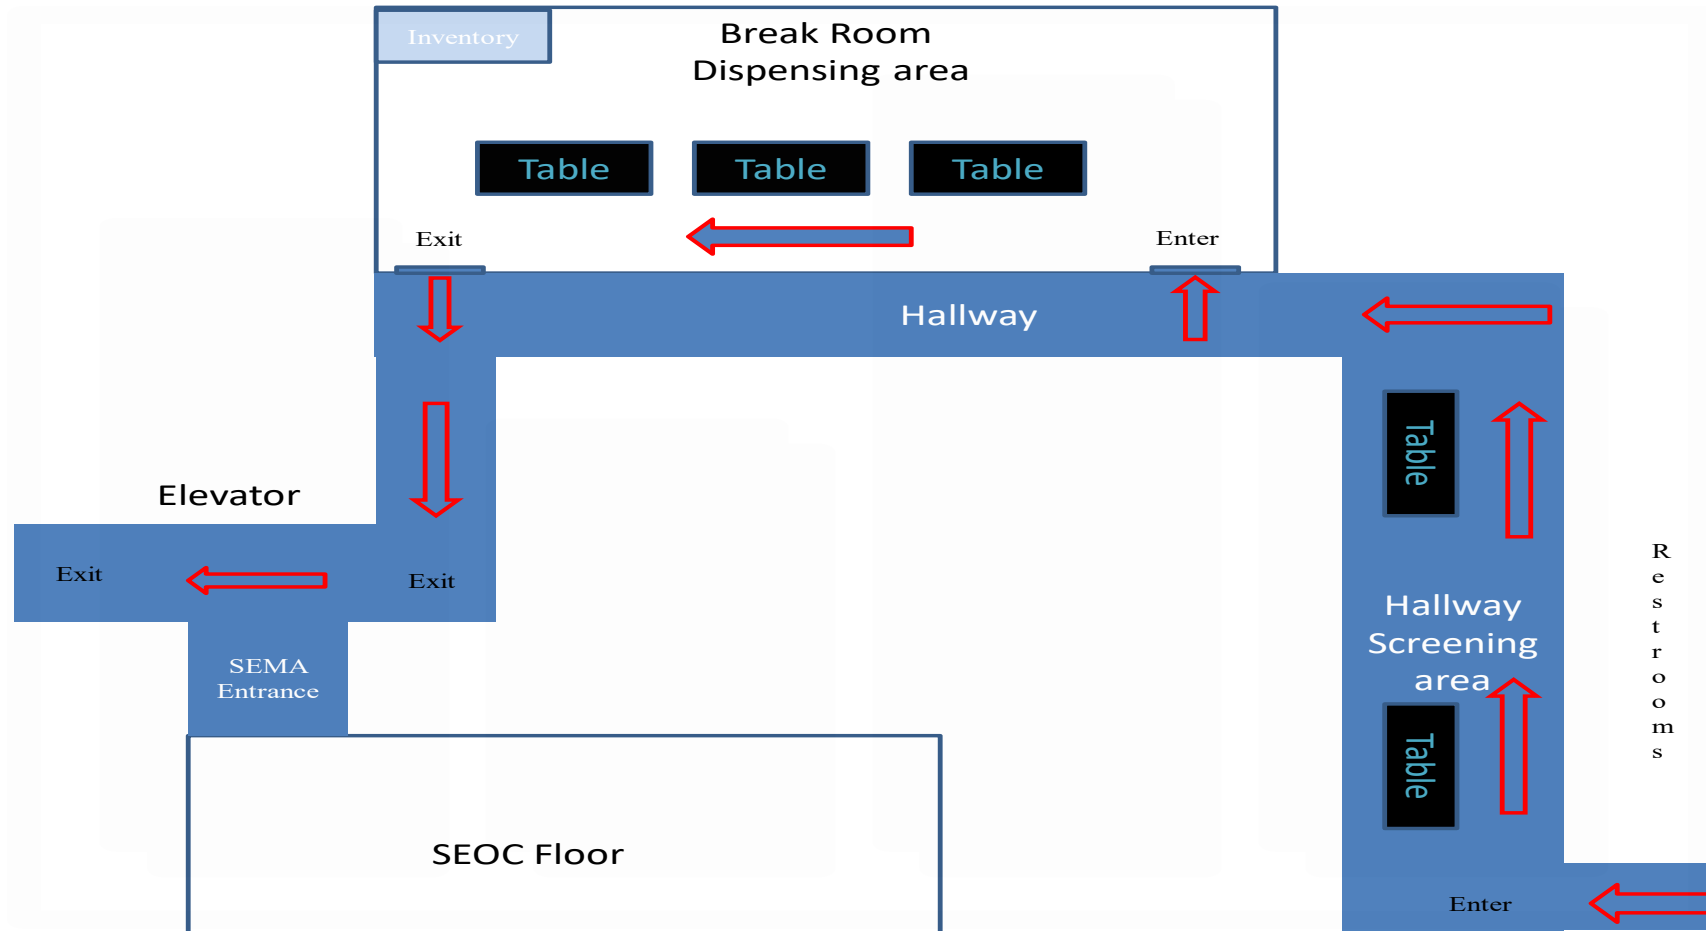 Inventory
Break Room
Dispensing area
Table
Table
Table
Exit
Enter
Hallway
Table
Elevator
Exit
Exit
Hallway
Screening
area
Restrooms
SEMA
Entrance
Table
SEOC Floor
Enter